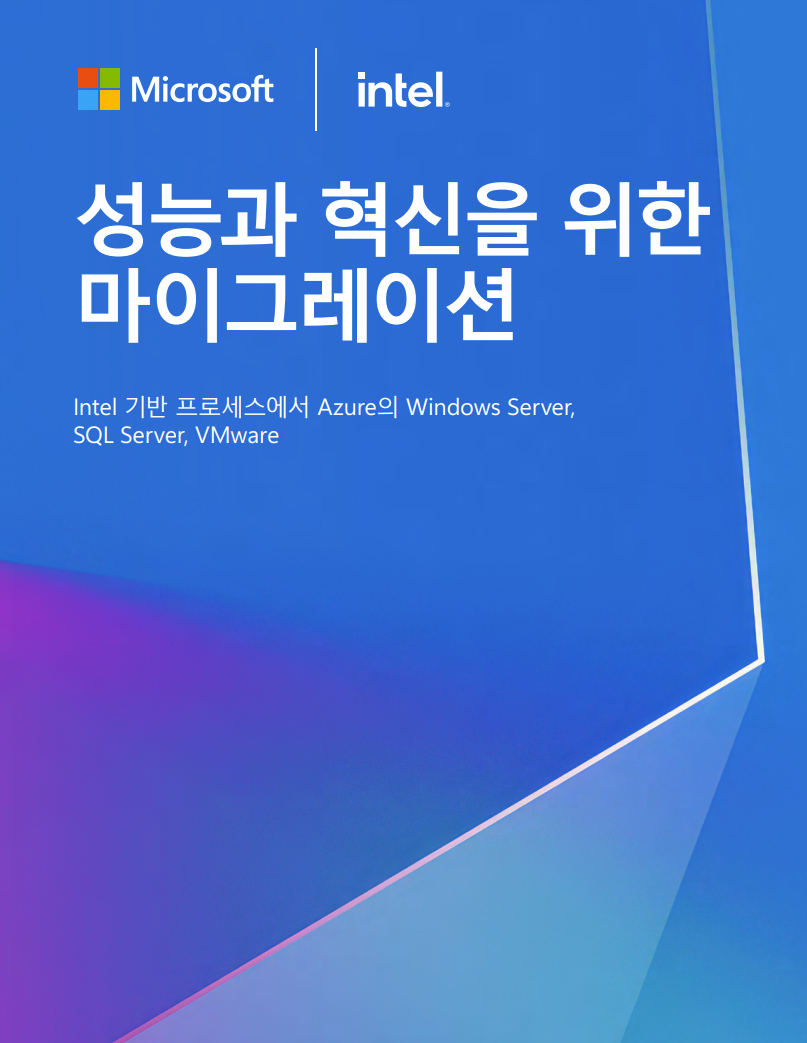 Microsoft
intel®
성능과 혁신을 위한
마이그레이션
Intel 기반 프로세스에서 Azure의 Windows Server,
SQL Server, VMware